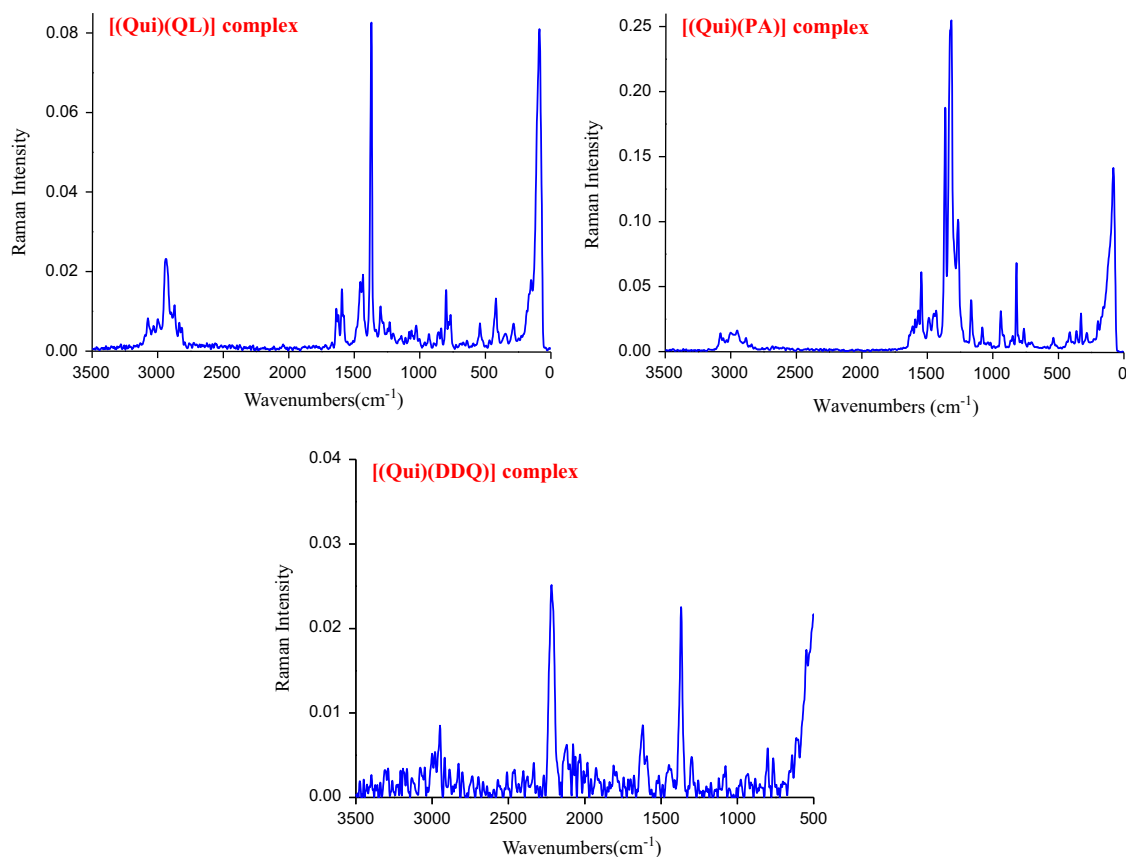 [(Qui)(QL)] complex
0.08
0.06
0.04
0.02
0.00
Raman Intensity
3500 3000 2500 2000 1500 1000 500 0
Wavenumbers(cm-1)
[(Qui)(PA)] complex
0.25
0.20
0.15
0.10
0.05
0.00
Raman Intensity
3500 3000 2500 2000 1500 1000 500 0
Wavenumbers (cm-1)
[(Qui)(DDQ)] complex
0.04
0.03
0.02
0.01
0.00
Raman Intensity
3500 3000 2500 2000 1500 1000 500
Wavenumbers(cm-1)